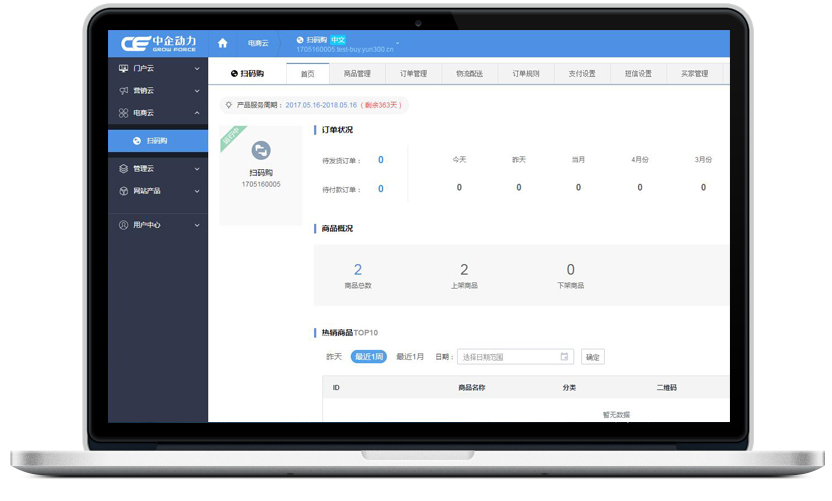 中企动力
GROW FORCE
电商云
扫码购 中文
1705160005.test-buy.yun300.cn
门户云
营销云
电商云
扫码购
管理云
网站产品
用户中心
扫码购
首页
商品管理
订单管理
物流配送
订单规则
支付设置
短信设置
买家管理
产品服务周期：2017.05.16-2018.05.16（剩余363天）
运行中
扫码购
1705160005
订单状况
待发货订单： 0
待付款订单： 0
今天 昨天 当月 4月份 3月份
0 0 0 0 0
商品概况
2 2 0
商品总数 上架商品 下架商品
热销商品TOP10
昨天 最近1周 最近1月 日期： 选择日期范围 确定
ID 商品名称 分类 二维码
暂无数据